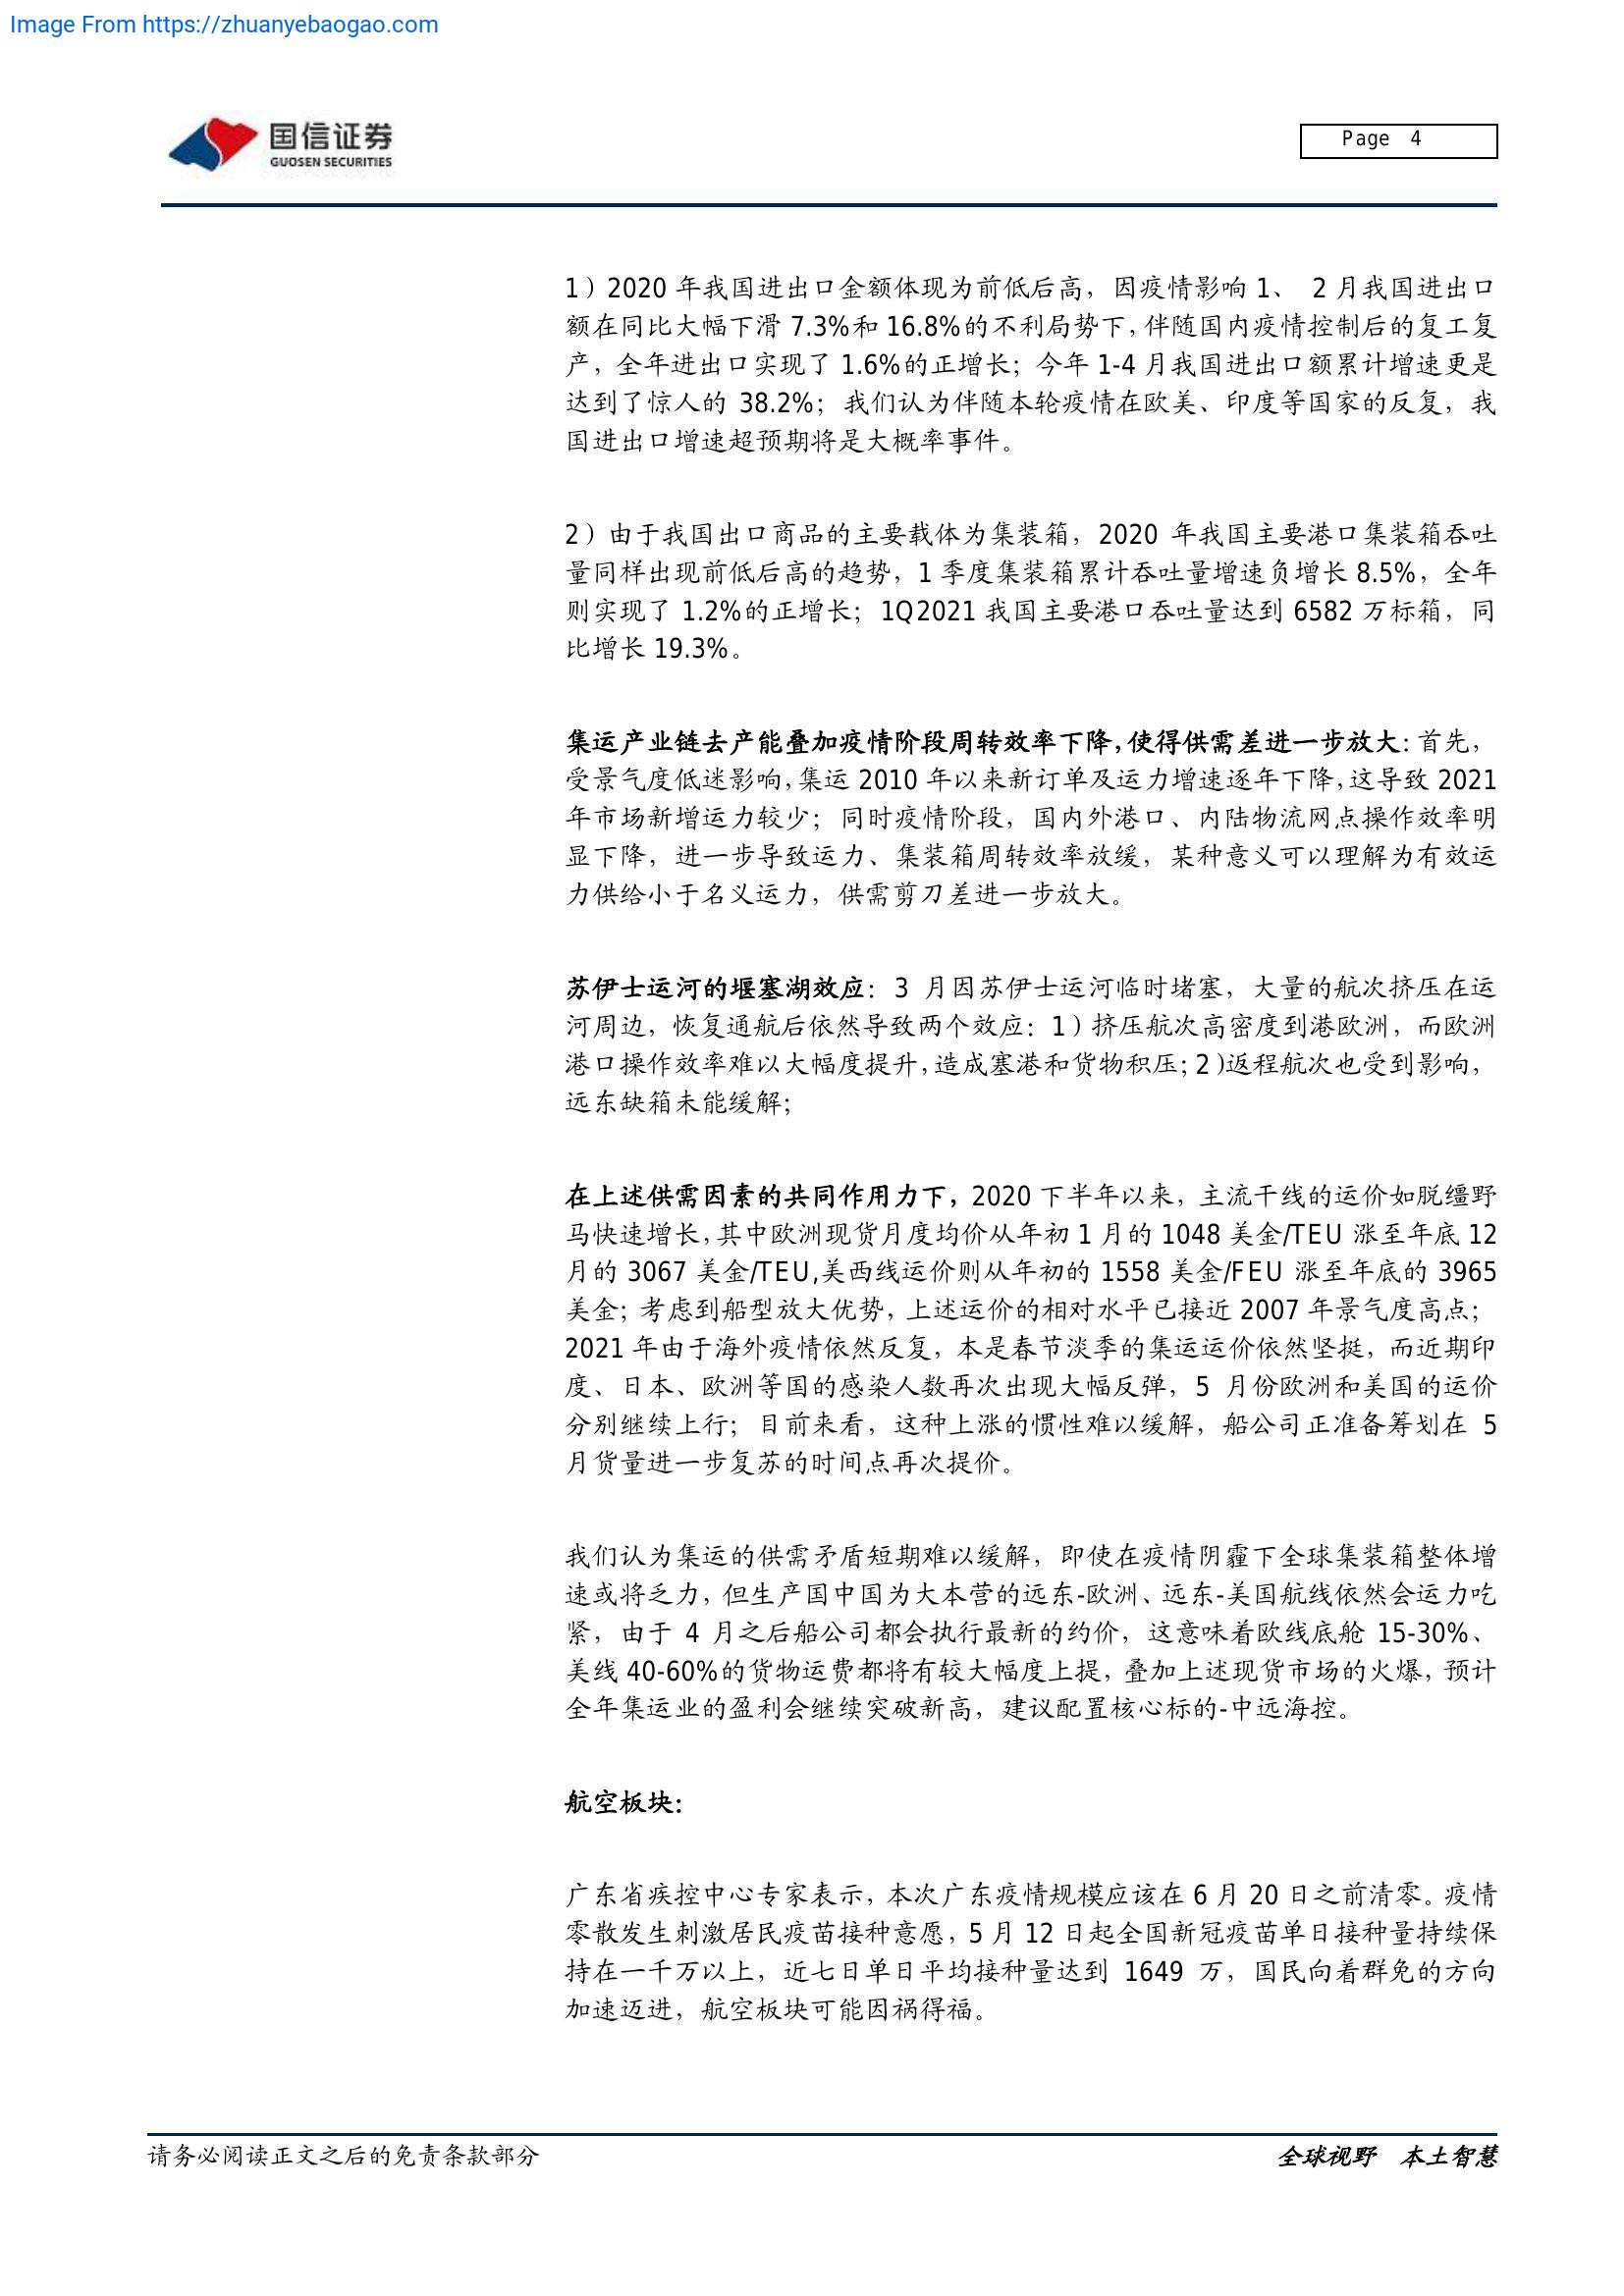 Image From https://zhuanyebaogao.com
国信证券
GUOSEN SECURITIES
Page 4
1）2020 年我国进出口金额体现为前低后高，因疫情影响 1、 2 月我国进出口
额在同比大幅下滑 7.3%和 16.8%的不利局势下，伴随国内疫情控制后的复工复
产，全年进出口实现了 1.6%的正增长；今年 1-4 月我国进出口额累计增速更是
达到了惊人的 38.2%；我们认为伴随本轮疫情在欧美、印度等国家的反复，我
国进出口增速超预期将是大概率事件。
2）由于我国出口商品的主要载体为集装箱，2020 年我国主要港口集装箱吞吐
量同样出现前低后高的趋势，1 季度集装箱累计吞吐量增速负增长 8.5%，全年
则实现了 1.2%的正增长；1Q2021 我国主要港口吞吐量达到 6582 万标箱，同
比增长 19.3%。
集运产业链去产能叠加疫情阶段周转效率下降，使得供需差进一步放大：首先，
受景气度低迷影响，集运 2010 年以来新订单及运力增速逐年下降，这导致 2021
年市场新增运力较少；同时疫情阶段，国内外港口、内陆物流网点操作效率明
显下降，进一步导致运力、集装箱周转效率放缓，某种意义可以理解为有效运
力供给小于名义运力，供需剪刀差进一步放大。
苏伊士运河的堰塞湖效应：3 月因苏伊士运河临时堵塞，大量的航次挤压在运
河周边，恢复通航后依然导致两个效应：1）挤压航次高密度到港欧洲，而欧洲
港口操作效率难以大幅度提升，造成塞港和货物积压；2）返程航次也受到影响，
远东缺箱未能缓解；
在上述供需因素的共同作用力下，2020 下半年以来，主流干线的运价如脱缰野
马快速增长，其中欧洲现货月度均价从年初 1 月的 1048 美金/TEU 涨至年底 12
月的 3067 美金/TEU,美西线运价则从年初的 1558 美金/FEU 涨至年底的 3965
美金；考虑到船型放大优势，上述运价的相对水平已接近 2007 年景气度高点；
2021 年由于海外疫情依然反复，本是春节淡季的集运运价依然坚挺，而近期印
度、日本、欧洲等国的感染人数再次出现大幅反弹，5 月份欧洲和美国的运价
分别继续上行；目前来看，这种上涨的惯性难以缓解，船公司正准备筹划在 5
月货量进一步复苏的时间点再次提价。
我们认为集运的供需矛盾短期难以缓解，即使在疫情阴霾下全球集装箱整体增
速或将乏力，但生产国中国为大本营的远东-欧洲、远东-美国航线依然会运力吃
紧，由于 4 月之后船公司都会执行最新的约价，这意味着欧线底舱 15-30%、
美线 40-60%的货物运费都将有较大幅度上提，叠加上述现货市场的火爆，预计
全年集运业的盈利会继续突破新高，建议配置核心标的-中远海控。
航空板块：
广东省疾控中心专家表示，本次广东疫情规模应该在 6 月 20 日之前清零。疫情
零散发生刺激居民疫苗接种意愿，5 月 12 日起全国新冠疫苗单日接种量持续保
持在一千万以上，近七日单日平均接种量达到 1649 万，国民向着群免的方向
加速迈进，航空板块可能因祸得福。
请务必阅读正文之后的免责条款部分
全球视野 本土智慧